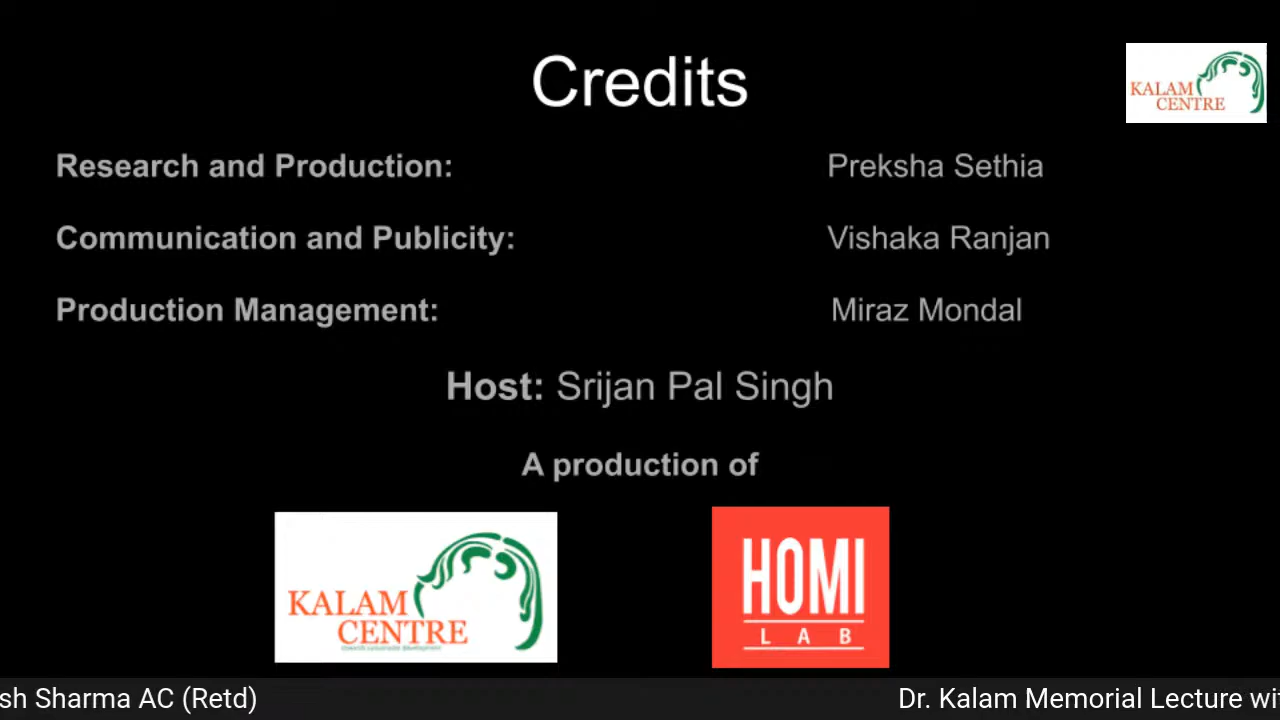 Credits
KALAM
CENTRE
Research and Production: Preksha Sethia
Communication and Publicity: Vishaka Ranjan
Production Management: Miraz Mondal
Host: Srijan Pal Singh
A production of
KALAM
CENTRE
HOMI
LAB
sh Sharma AC (Retd) Dr. Kalam Memorial Lecture wi